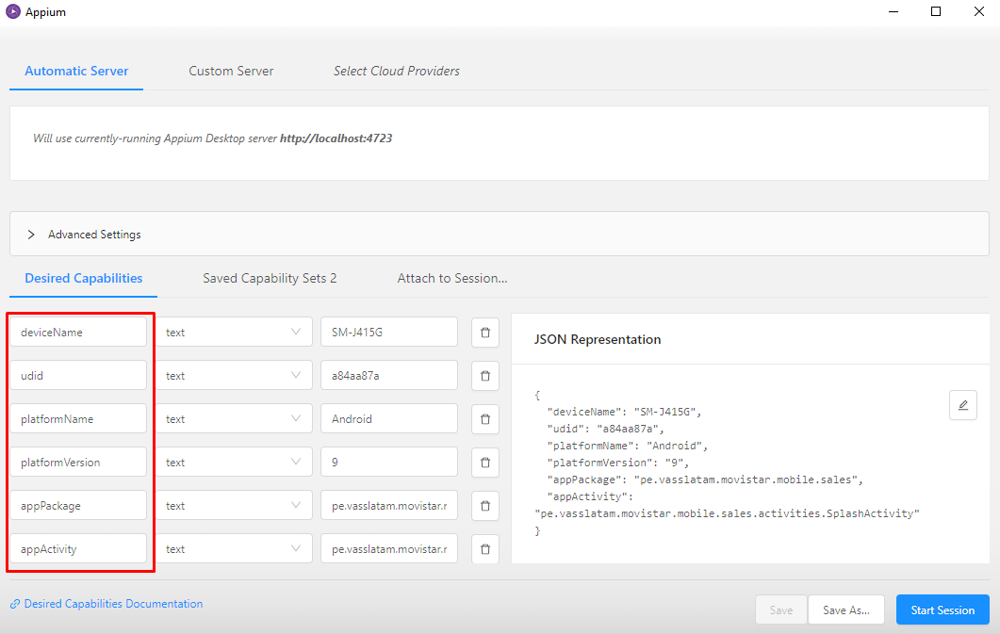 Appium
Automatic Server Custom Server Select Cloud Providers
Will use currently-running Appium Desktop server http://localhost:4723
Advanced Settings
Desired Capabilities Saved Capability Sets 2 Attach to Session...
deviceName text SM-J415G
udid text a84aa87a
platformName text Android
platformVersion text 9
appPackage text pe.vasslatam.movistar.r
appActivity text pe.vasslatam.movistar.r
JSON Representation
{
"deviceName": "SM-J415G",
"udid": "a84aa87a",
"platformName": "Android",
"platformVersion": "9",
"appPackage": "pe.vasslatam.movistar.mobile.sales",
"appActivity":
"pe.vasslatam.movistar.mobile.sales.activities.SplashActivity"
}
Desired Capabilities Documentation
Save Save As... Start Session